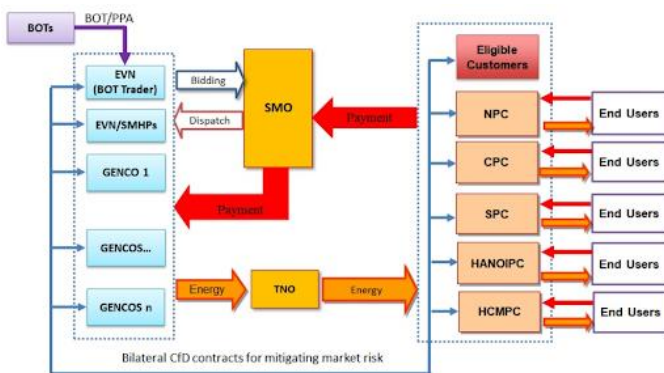 BOT/PPA
BOTs
EVN
(BOT Trader)
Bidding
EVN/SMHPs
Dispatch
SMO
GENCO 1
Payment
Payment
GENCOS...
GENCOS n
Energy
TNO
Energy
Eligible
Customers
NPC
End Users
CPC
End Users
SPC
End Users
HANOIPC
End Users
HCMPC
End Users
Bilateral CfD contracts for mitigating market risk